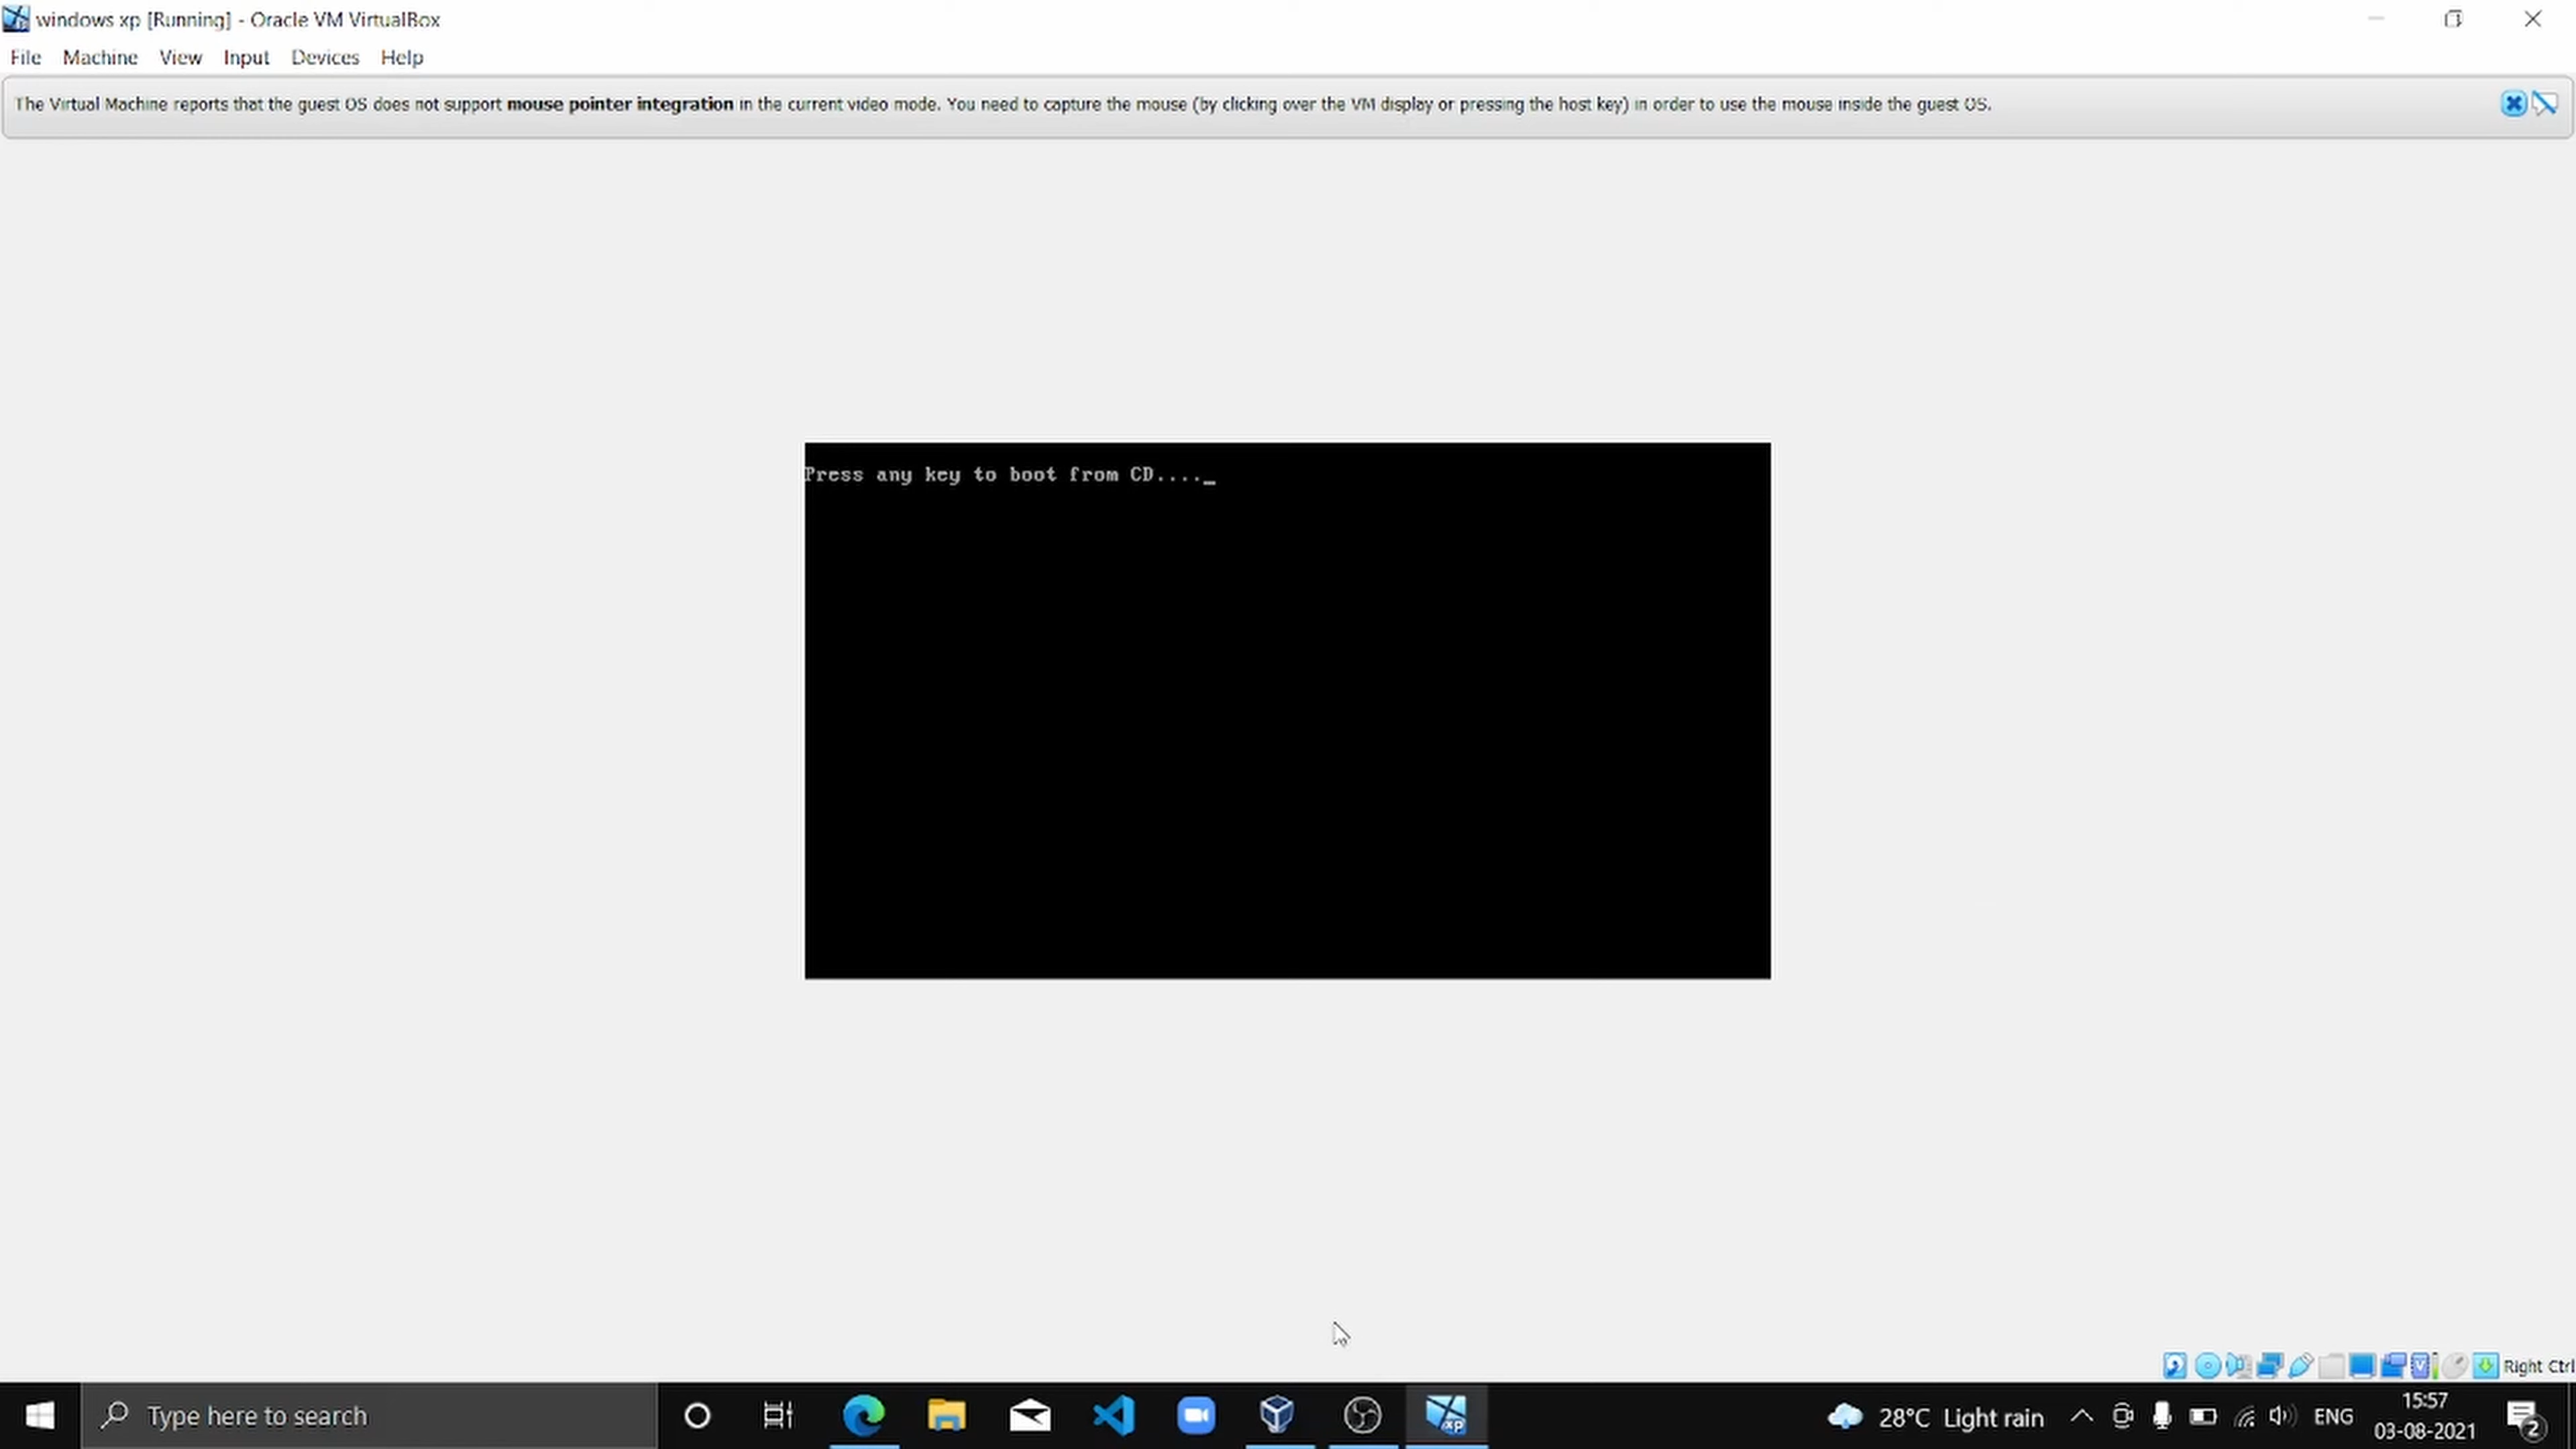 windows xp [Running] - Oracle VM VirtualBox
File Machine View Input Devices Help
The Virtual Machine reports that the guest OS does not support mouse pointer integration in the current video mode. You need to capture the mouse (by clicking over the VM display or pressing the host key) in order to use the mouse inside the guest OS.
Press any key to boot from CD...._
Right Ctrl
Type here to search
xp
28°C Light rain
ENG
15:57
03-08-2021
2